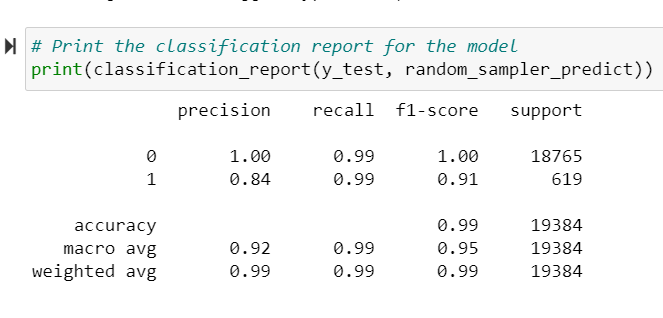 # Print the classification report for the model
print(classification_report(y_test, random_sampler_predict))
precision recall f1-score support
0 1.00 0.99 1.00 18765
1 0.84 0.99 0.91 619
accuracy 0.99 19384
macro avg 0.92 0.99 0.95 19384
weighted avg 0.99 0.99 0.99 19384